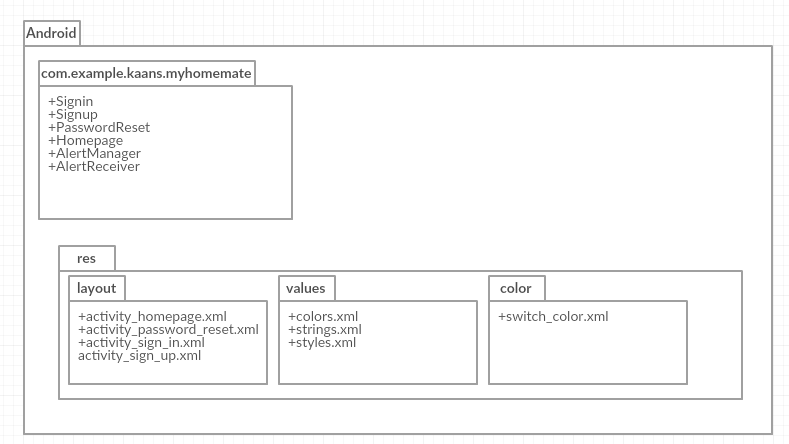 Android
com.example.kaans.myhomemate
+Signin
+Signup
+PasswordReset
+Homepage
+AlertManager
+AlertReceiver
res
layout
+activity_homepage.xml
+activity_password_reset.xml
+activity_sign_in.xml
activity_sign_up.xml
values
+colors.xml
+strings.xml
+styles.xml
color
+switch_color.xml